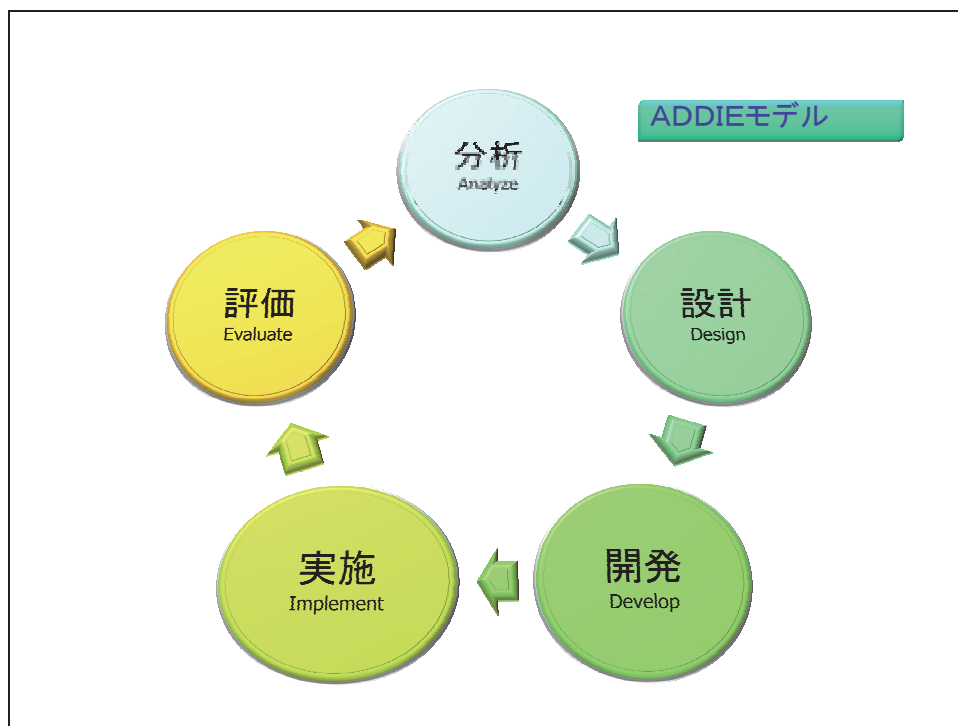 ADDIEモデル
分析
Analyze
設計
Design
開発
Develop
実施
Implement
評価
Evaluate